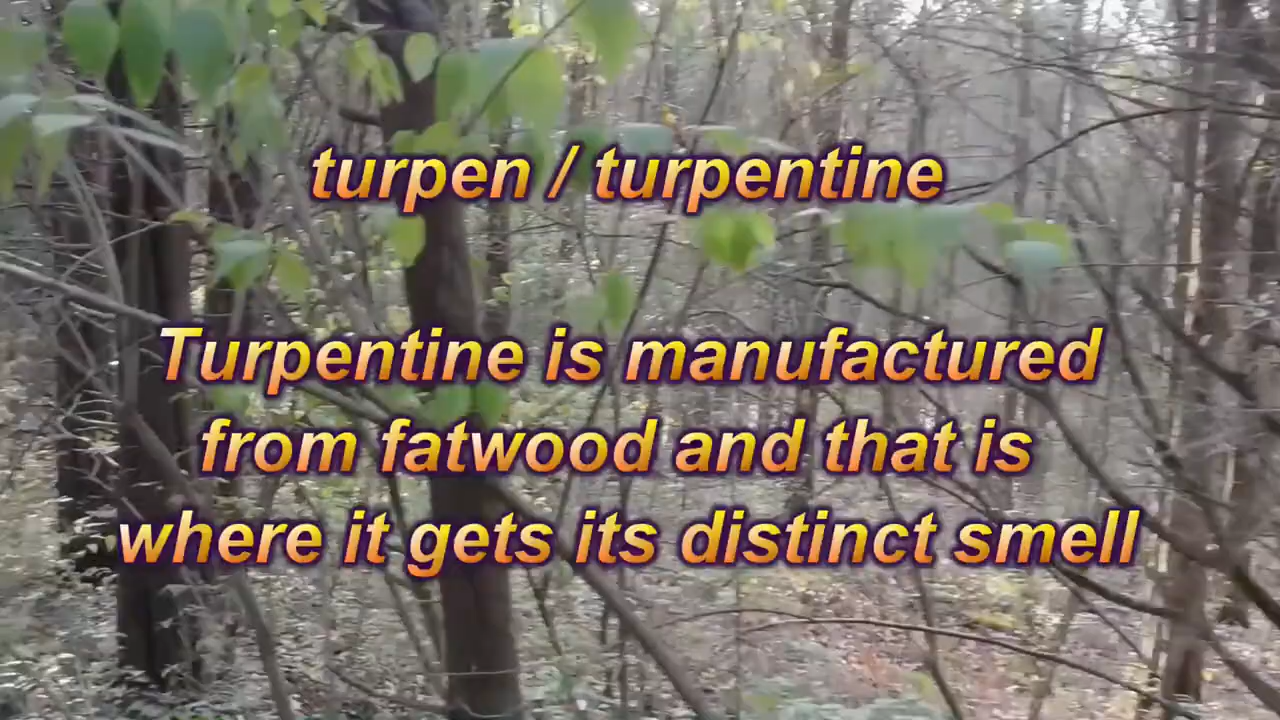 turpen / turpentine
Turpentine is manufactured
from fatwood and that is
where it gets its distinct smell